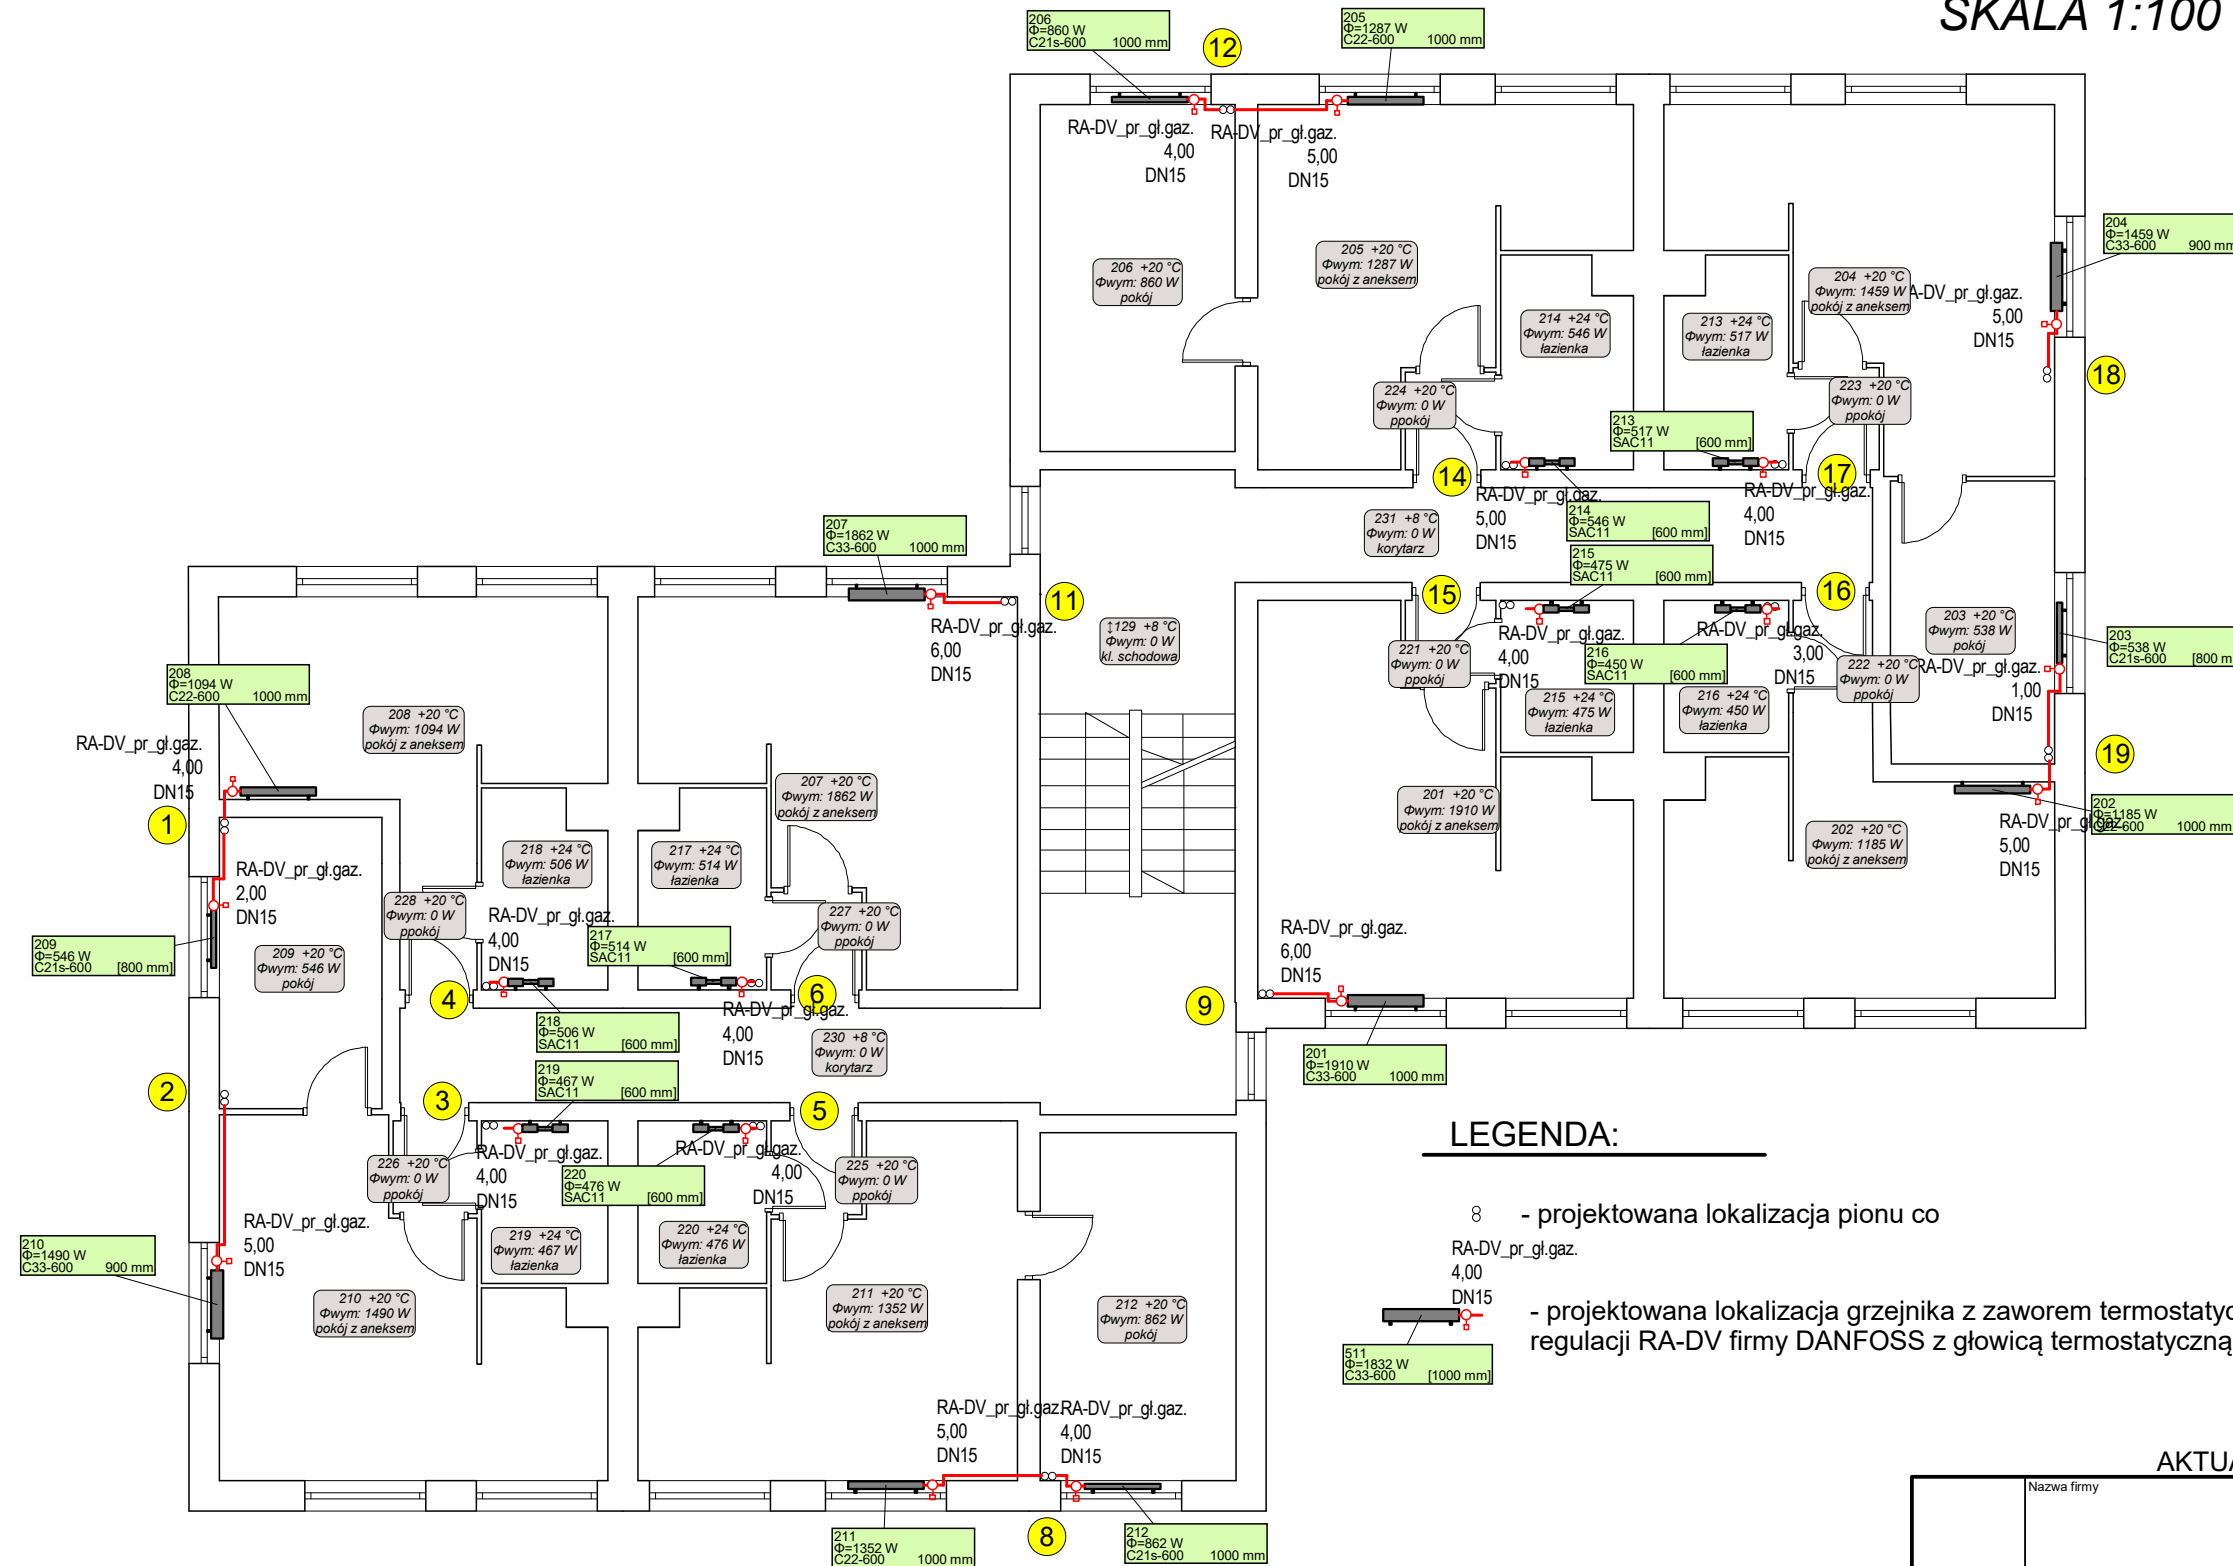 SKALA 1:100
206
Φ=860 W
C21s-600 1000 mm
12
205
Φ=1287 W
C22-600 1000 mm
RA-DV_pr_gł.gaz.
4,00
DN15
RA-DV_pr_gł.gaz.
5,00
DN15
204
Φ=1459 W
C33-600 900 mm
206 +20 °C
Φwym: 860 W
pokój
205 +20 °C
Φwym: 1287 W
pokój z aneksem
204 +20 °C
Φwym: 1459 W
pokój z aneksem
A-DV_pr_gł.gaz.
5,00
DN15
214 +24 °C
Φwym: 546 W
łazienka
213 +24 °C
Φwym: 517 W
łazienka
18
224 +20 °C
Φwym: 0 W
ppokój
223 +20 °C
Φwym: 0 W
ppokój
213
Φ=517 W
SAC11 [600 mm]
14
17
RA-DV_pr_gł.gaz.
5,00
DN15
RA-DV_pr_gł.gaz.
4,00
DN15
214
Φ=546 W
SAC11 [600 mm]
231 +8 °C
Φwym: 0 W
korytarz
207
Φ=1862 W
C33-600 1000 mm
215
Φ=475 W
SAC11 [600 mm]
11
15
16
RA-DV_pr_gł.gaz.
6,00
DN15
↕129 +8 °C
Φwym: 0 W
kl. schodowa
RA-DV_pr_gł.gaz.
4,00
DN15
RA-DV_pr_gł.gaz.
3,00
DN15
203 +20 °C
Φwym: 538 W
pokój
203
Φ=538 W
C21s-600 [800 m
221 +20 °C
Φwym: 0 W
ppokój
216
Φ=450 W
SAC11 [600 mm]
222 +20 °C
Φwym: 0 W
ppokój
RA-DV_pr_gł.gaz.
1,00
DN15
208
Φ=1094 W
C22-600 1000 mm
208 +20 °C
Φwym: 1094 W
pokój z aneksem
215 +24 °C
Φwym: 475 W
łazienka
216 +24 °C
Φwym: 450 W
łazienka
RA-DV_pr_gł.gaz.
4,00
DN15
19
207 +20 °C
Φwym: 1862 W
pokój z aneksem
201 +20 °C
Φwym: 1910 W
pokój z aneksem
202
Φ=1185 W
C22-600 1000 mm
1
RA-DV_pr_gł.gaz.
5,00
DN15
202 +20 °C
Φwym: 1185 W
pokój z aneksem
218 +24 °C
Φwym: 506 W
łazienka
217 +24 °C
Φwym: 514 W
łazienka
RA-DV_pr_gł.gaz.
2,00
DN15
228 +20 °C
Φwym: 0 W
ppokój
RA-DV_pr_gł.gaz.
4,00
DN15
227 +20 °C
Φwym: 0 W
ppokój
217
Φ=514 W
SAC11 [600 mm]
RA-DV_pr_gł.gaz.
6,00
DN15
209
Φ=546 W
C21s-600 [800 mm]
209 +20 °C
Φwym: 546 W
pokój
4
6
9
RA-DV_pr_gł.gaz.
4,00
DN15
218
Φ=506 W
SAC11 [600 mm]
230 +8 °C
Φwym: 0 W
korytarz
201
Φ=1910 W
C33-600 1000 mm
219
Φ=467 W
SAC11 [600 mm]
2
3
5
LEGENDA:
RA-DV_pr_gł.gaz.
4,00
DN15
RA-DV_pr_gł.gaz.
4,00
DN15
226 +20 °C
Φwym: 0 W
ppokój
220
Φ=476 W
SAC11 [600 mm]
225 +20 °C
Φwym: 0 W
ppokój
- projektowana lokalizacja pionu co
RA-DV_pr_gł.gaz.
5,00
DN15
210
Φ=1490 W
C33-600 900 mm
219 +24 °C
Φwym: 467 W
łazienka
220 +24 °C
Φwym: 476 W
łazienka
RA-DV_pr_gł.gaz.
4,00
DN15
210 +20 °C
Φwym: 1490 W
pokój z aneksem
211 +20 °C
Φwym: 1352 W
pokój z aneksem
212 +20 °C
Φwym: 862 W
pokój
- projektowana lokalizacja grzejnika z zaworem termostatyc
regulacji RA-DV firmy DANFOSS z głowicą termostatyczną
511
Φ=1832 W
C33-600 [1000 mm]
RA-DV_pr_gł.gaz.
5,00
DN15
RA-DV_pr_gł.gaz.
4,00
DN15
AKTUA
Nazwa firmy
8
211
Φ=1352 W
C22-600 1000 mm
212
Φ=862 W
C21s-600 1000 mm